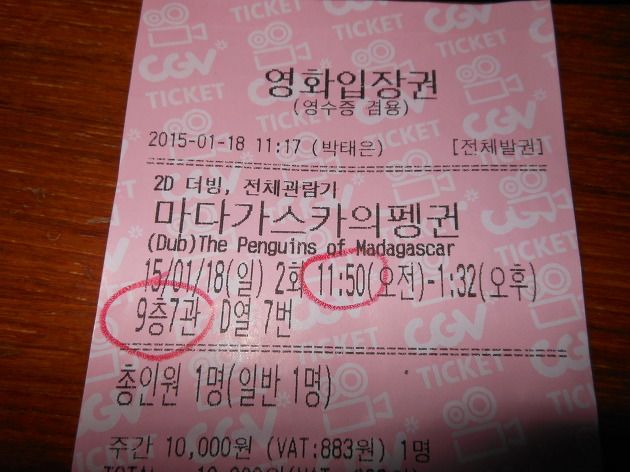 영화입장권
(영수증 겸용)
2015-01-18 11:17 (박태은) [전체발권]
2D 더빙, 전체관람가
마다가스카의펭귄
(Dub)The Penguins of Madagascar
15/01/18(일) 2회 11:50(오전)-1:32(오후)
9층7관 D열 7번
총인원 1명(일반 1명)
주간 10,000원 (VAT:883원) 1명